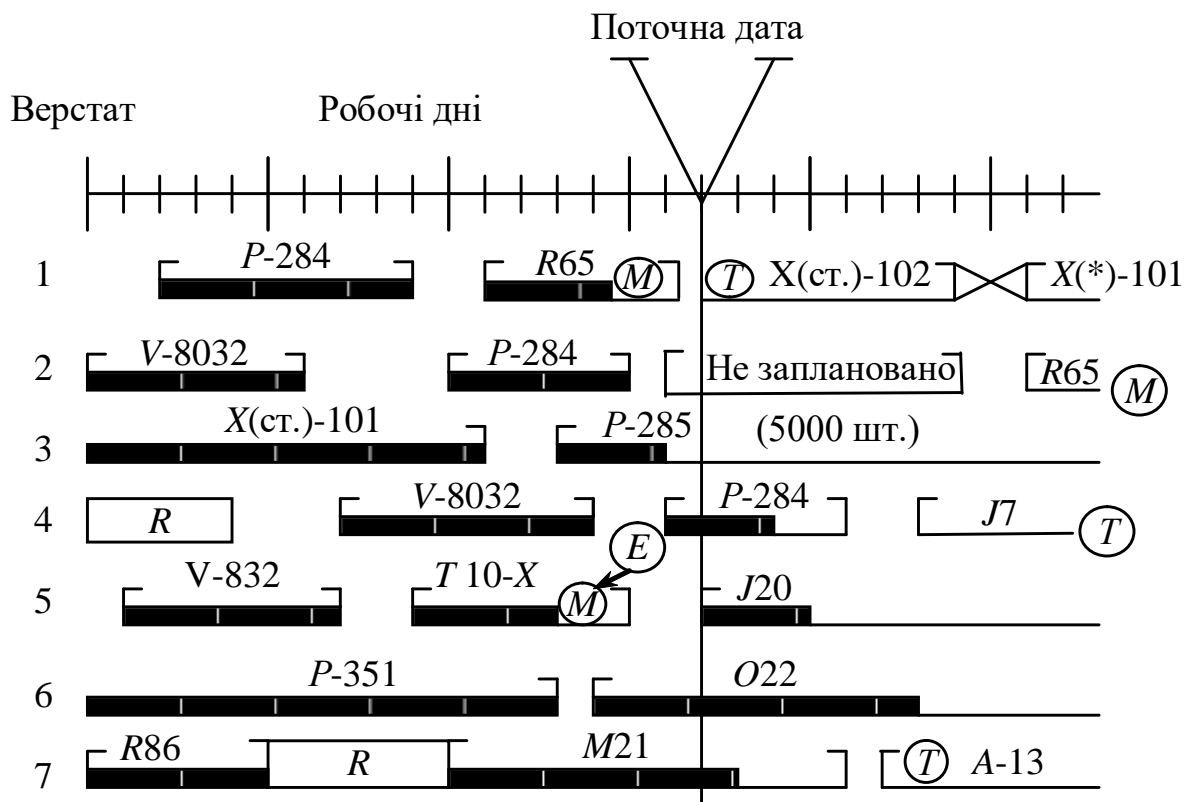 Поточна дата
Верстат Робочі дні
1 P-284 R65 M T X(ст.)-102 X(*)-101
2 V-8032 P-284 Не заплановано R65 M
3 X(ст.)-101 P-285 (5000 шт.)
4 R V-8032 P-284 J7 T
E
5 V-832 T 10-X M J20
6 P-351 O22
7 R86 R M21 T A-13